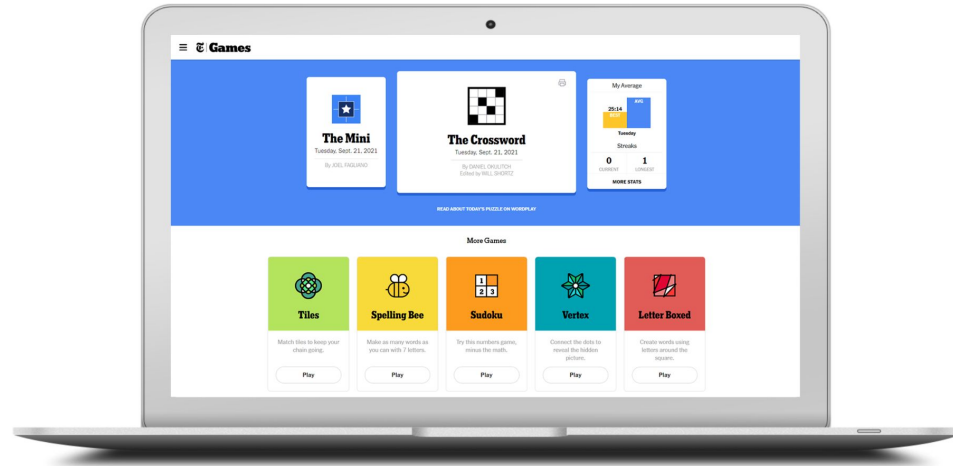 T Games
The Mini
Tuesday, Sept. 21, 2021
By JOEL FAGLIANO
The Crossword
Tuesday, Sept. 21, 2021
By DANIEL OKULITCH
Edited by WILL SHORTZ
My Average
AVG
25:14
BEST
Tuesday
Streaks
0
1
CURRENT
LONGEST
MORE STATS
READ ABOUT TODAY'S PUZZLE ON WORDPLAY
More Games
Tiles
Match tiles to keep your
chain going.
Play
Spelling Bee
Make as many words as
you can with 7 letters.
Play
1
2 3
Sudoku
Try this numbers game,
minus the math.
Play
Vertex
Connect the dots to
reveal the hidden
picture.
Play
Letter Boxed
Create words using
letters around the
square.
Play